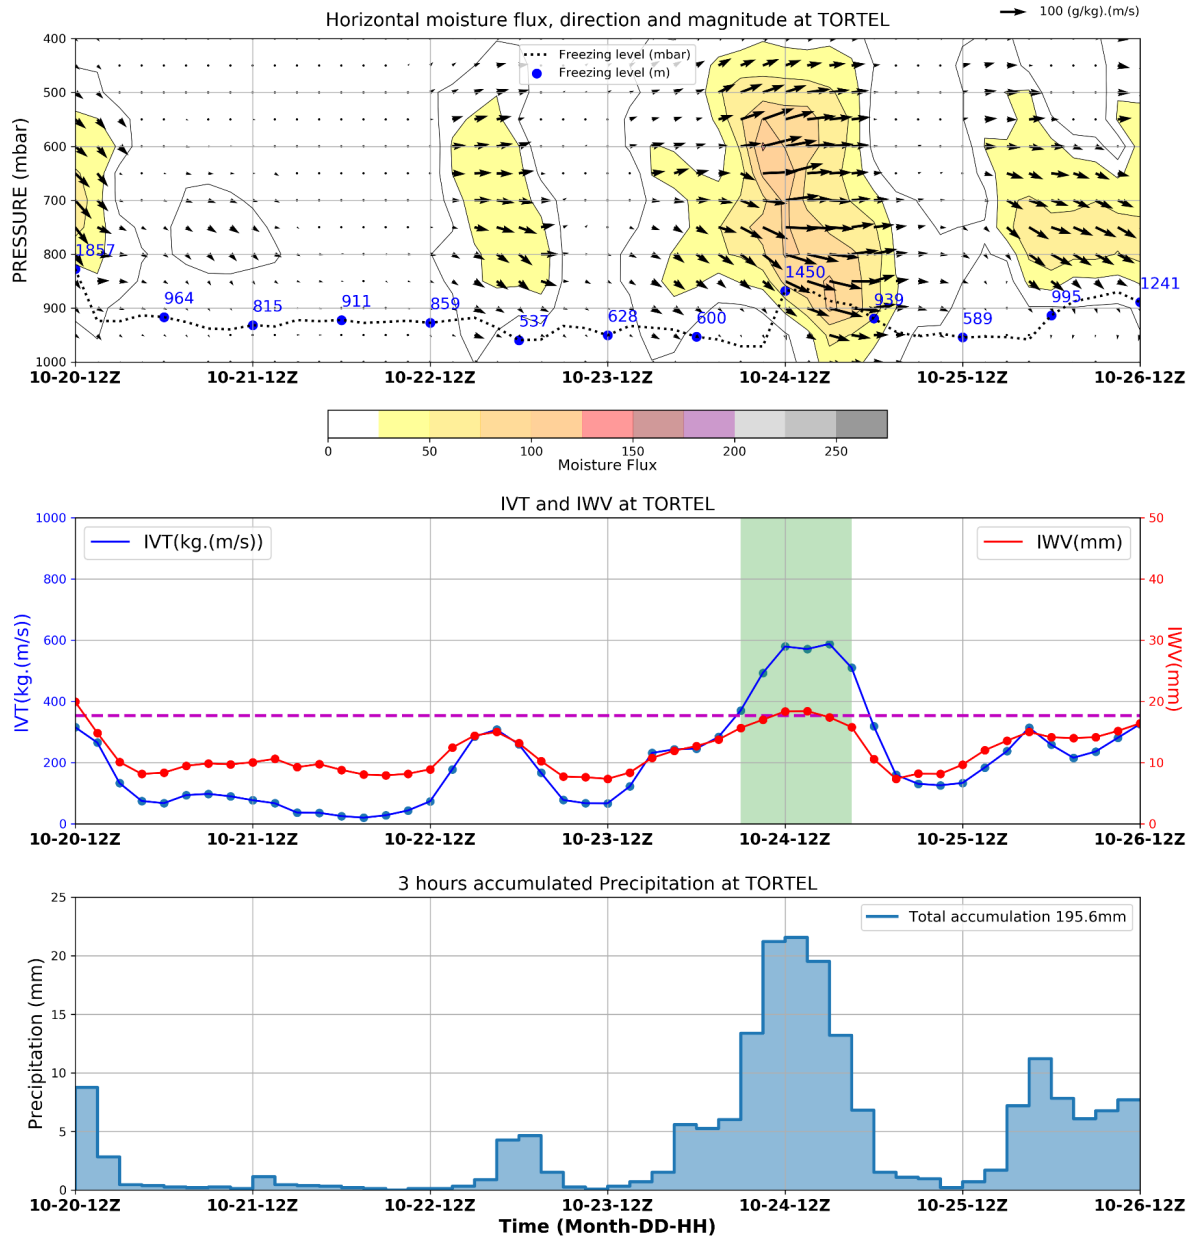 Horizontal moisture flux, direction and magnitude at TORTEL
100 (g/kg).(m/s)
Freezing level (mbar)
Freezing level (m)
PRESSURE (mbar)
400
500
600
700
800
900
1000
1857
964
815
911
859
537
628
600
1450
939
589
995
1241
10-20-12Z 10-21-12Z 10-22-12Z 10-23-12Z 10-24-12Z 10-25-12Z 10-26-12Z
0 50 100 150 200 250
Moisture Flux
IVT and IWV at TORTEL
IVT(kg.(m/s))
IWV(mm)
IVT(kg.(m/s))
1000
800
600
400
200
0
50
40
30
20
10
0
IWV(mm)
10-20-12Z 10-21-12Z 10-22-12Z 10-23-12Z 10-24-12Z 10-25-12Z 10-26-12Z
3 hours accumulated Precipitation at TORTEL
Total accumulation 195.6mm
Precipitation (mm)
25
20
15
10
5
0
10-20-12Z 10-21-12Z 10-22-12Z 10-23-12Z 10-24-12Z 10-25-12Z 10-26-12Z
Time (Month-DD-HH)